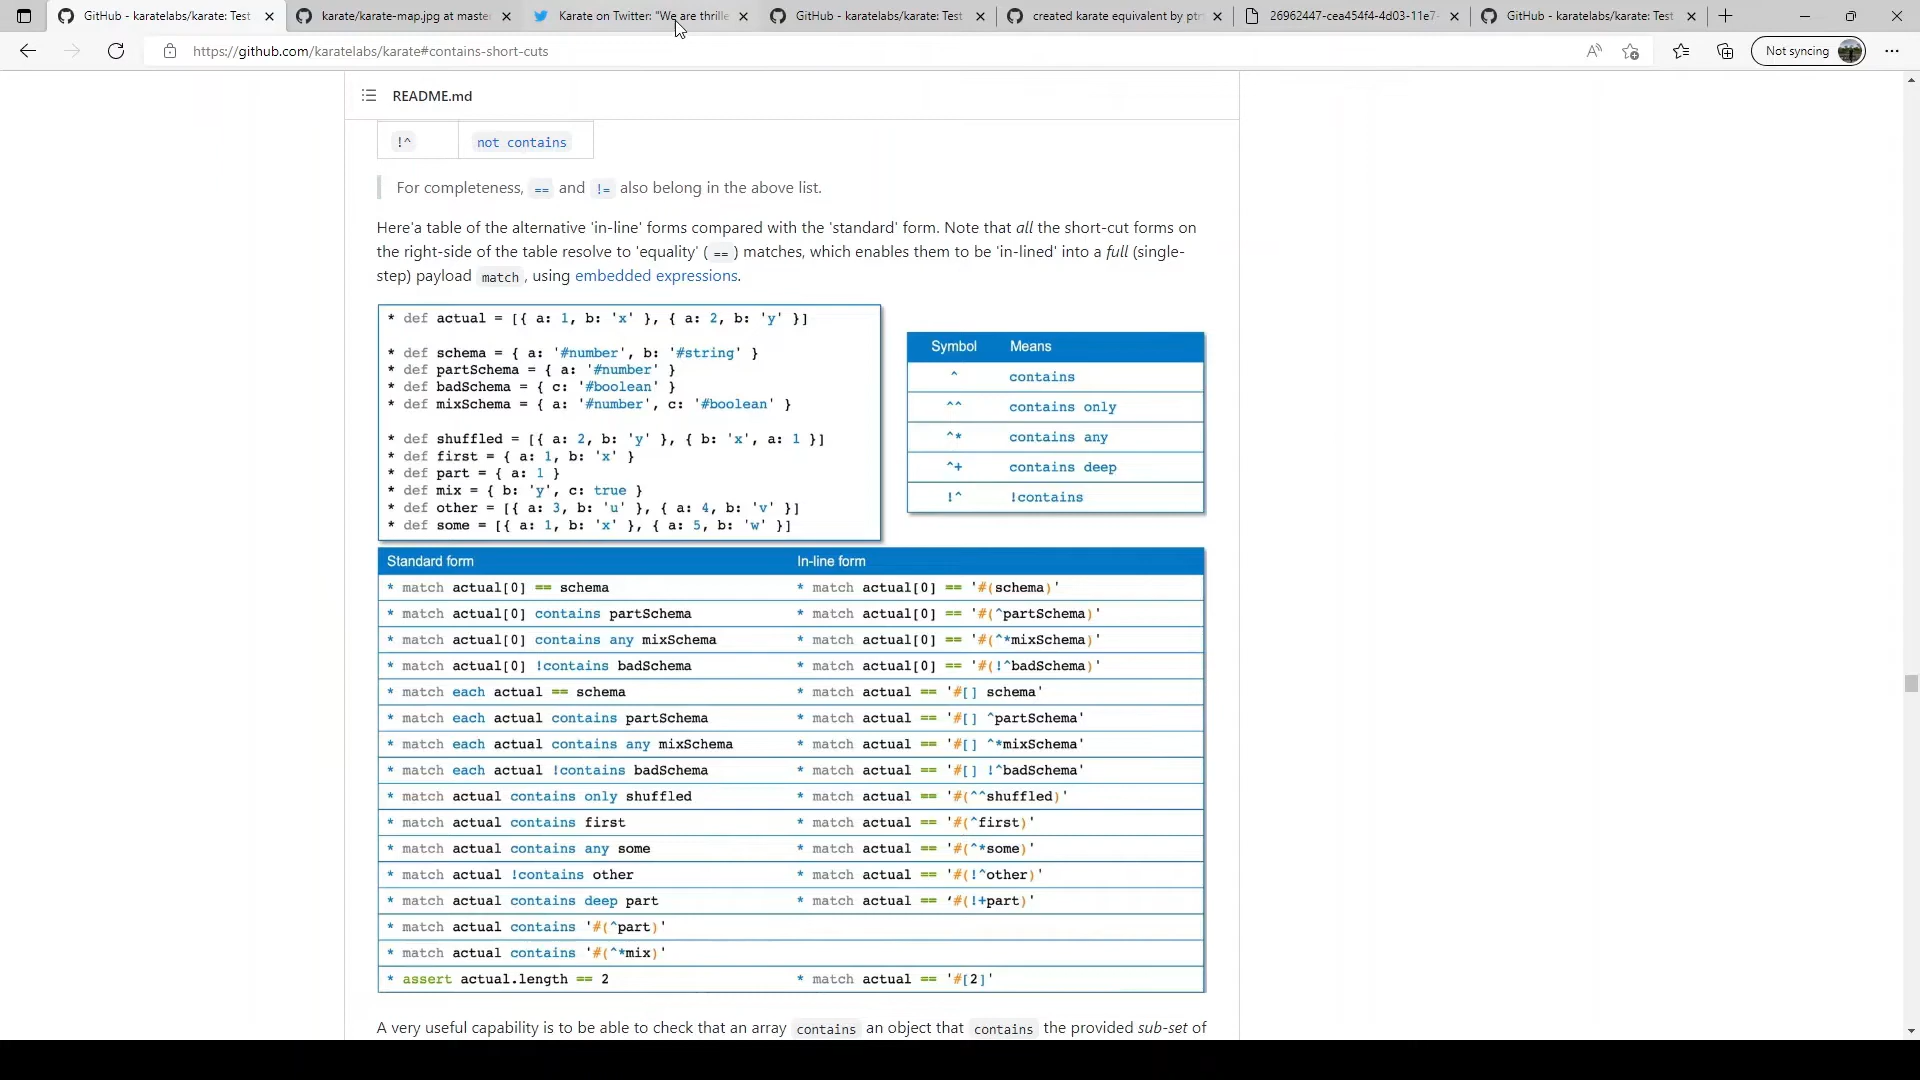 GitHub - karatelabs/karate: Test
karate/karate-map.jpg at master
Karate on Twitter: "We are thrille
GitHub - karatelabs/karate: Test
created karate equivalent by ptr
26962447-cea454f4-4d03-11e7-
GitHub - karatelabs/karate: Test
https://github.com/karatelabs/karate#contains-short-cuts
Not syncing
README.md
!^ not contains
For completeness, == and != also belong in the above list.
Here'a table of the alternative 'in-line' forms compared with the 'standard' form. Note that all the short-cut forms on
the right-side of the table resolve to 'equality' ( == ) matches, which enables them to be 'in-lined' into a full (single-
step) payload match , using embedded expressions.
* def actual = [{ a: 1, b: 'x' }, { a: 2, b: 'y' }]
* def schema = { a: '#number', b: '#string' }
* def partSchema = { a: '#number' }
* def badSchema = { c: '#boolean' }
* def mixSchema = { a: '#number', c: '#boolean' }
* def shuffled = [{ a: 2, b: 'y' }, { b: 'x', a: 1 }]
* def first = { a: 1, b: 'x' }
* def part = { a: 1 }
* def mix = { b: 'y', c: true }
* def other = [{ a: 3, b: 'u' }, { a: 4, b: 'v' }]
* def some = [{ a: 1, b: 'x' }, { a: 5, b: 'w' }]
Symbol Means
^ contains
^^ contains only
^* contains any
^+ contains deep
!^ !contains
Standard form In-line form
* match actual[0] == schema * match actual[0] == '#(schema)'
* match actual[0] contains partSchema * match actual[0] == '#(^partSchema)'
* match actual[0] contains any mixSchema * match actual[0] == '#(^*mixSchema)'
* match actual[0] !contains badSchema * match actual[0] == '#(!^badSchema)'
* match each actual == schema * match actual == '#[] schema'
* match each actual contains partSchema * match actual == '#[] ^partSchema'
* match each actual contains any mixSchema * match actual == '#[] ^*mixSchema'
* match each actual !contains badSchema * match actual == '#[] !^badSchema'
* match actual contains only shuffled * match actual == '#(^^shuffled)'
* match actual contains first * match actual == '#(^first)'
* match actual contains any some * match actual == '#(^*some)'
* match actual !contains other * match actual == '#(!^other)'
* match actual contains deep part * match actual == ‘#(!+part)'
* match actual contains '#(^part)'
* match actual contains '#(^*mix)'
* assert actual.length == 2 * match actual == '#[2]'
A very useful capability is to be able to check that an array contains an object that contains the provided sub-set of